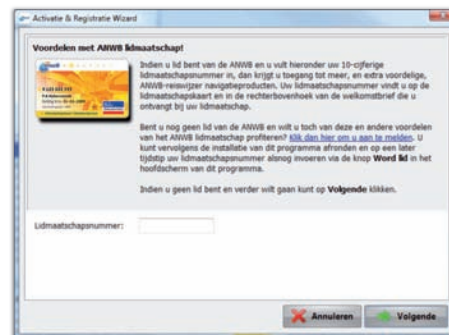 Activatie & Registratie Wizard
Voordelen met ANWB lidmaatschap!
Indien u lid bent van de ANWB en u vult hieronder uw 10-cijferige
lidmaatschapsnummer in, dan krijgt u toegang tot meer, en extra voordelige,
ANWB-reiswijzer navigatieproducten. Uw lidmaatschapsnummer vindt u op de
lidmaatschapskaart en in de rechterbovenhoek van de welkomstbrief die u
ontvangt bij uw lidmaatschap.
Bent u nog geen lid van de ANWB en wilt u toch van deze en andere voordelen
van het ANWB lidmaatschap profiteren? Klik dan hier om u aan te melden. U
kunt vervolgens de installatie van dit programma afronden en op een later
tijdstip uw lidmaatschapsnummer alsnog invoeren via de knop Word lid in het
hoofdscherm van dit programma.
Indien u geen lid bent en verder wilt gaan kunt op Volgende klikken.
Lidmaatschapsnummer:
Annuleren
Volgende